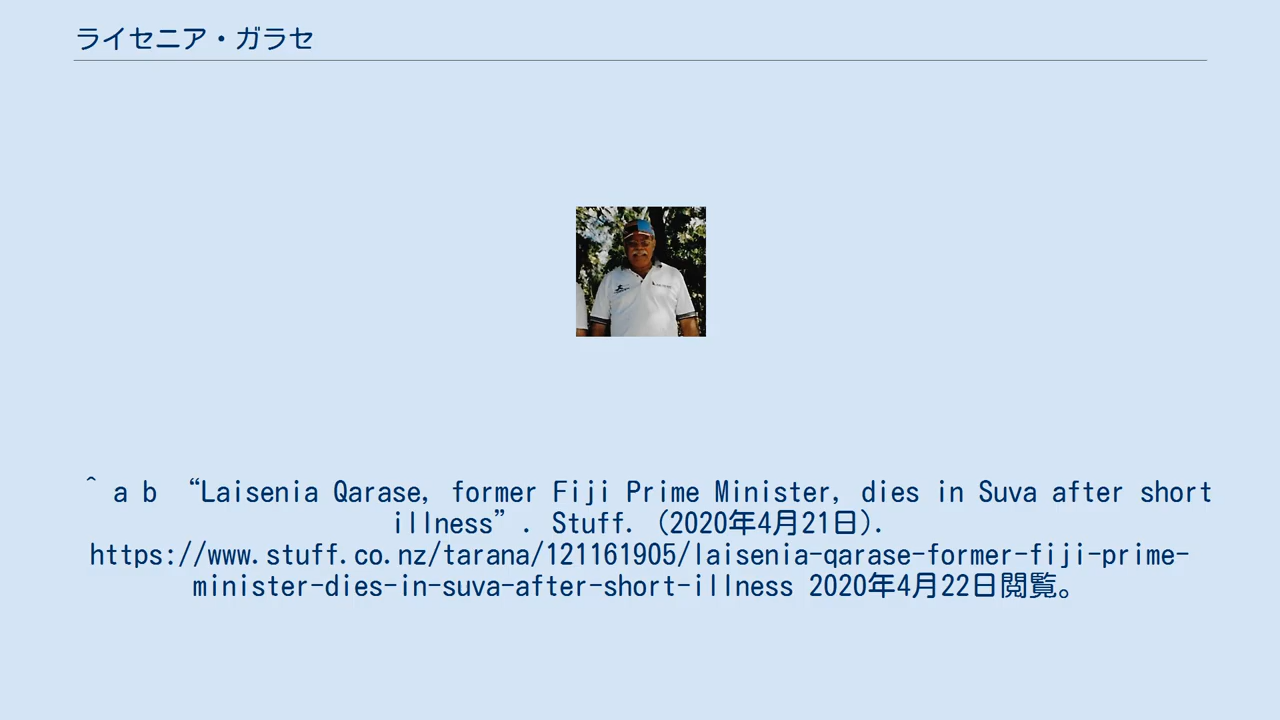 ライセニア・ガラセ
^ a b “Laisenia Qarase, former Fiji Prime Minister, dies in Suva after short
illness”. Stuff. (2020年4月21日).
https://www.stuff.co.nz/tarana/121161905/laisenia-qarase-former-fiji-prime-
minister-dies-in-suva-after-short-illness 2020年4月22日閲覧。